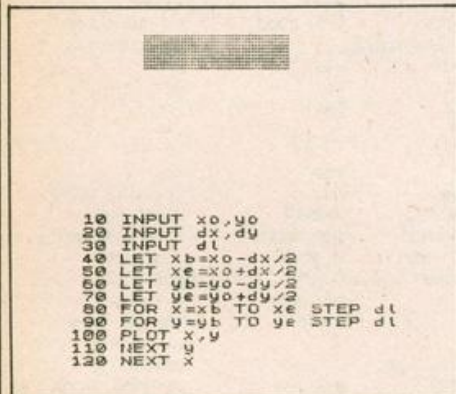 10 INPUT xo,yo
20 INPUT dx,dy
30 INPUT dl
40 LET xb=xo-dx/2
50 LET xe=xo+dx/2
60 LET yb=yo-dy/2
70 LET ye=yo+dy/2
80 FOR x=xb TO xe STEP dl
90 FOR y=yb TO ye STEP dl
100 PLOT x,y
110 NEXT y
120 NEXT x